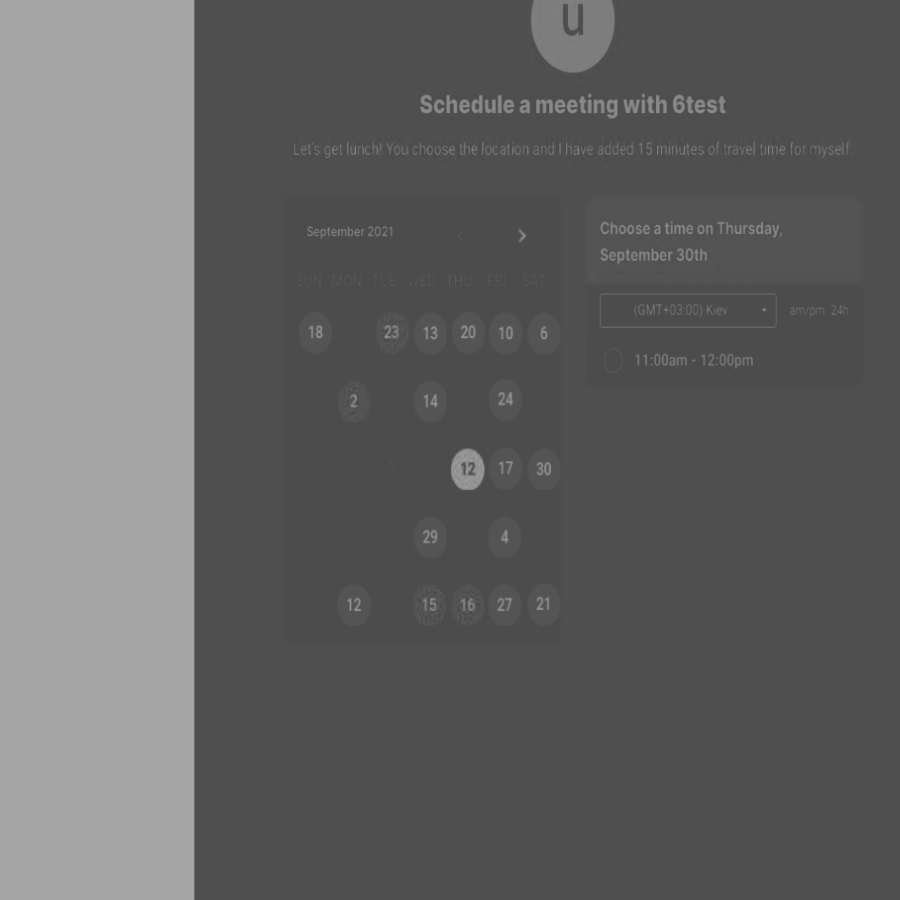 u
Schedule a meeting with 6test
Let's get lunch! You choose the location and I have added 15 minutes of travel time for myself.
September 2021
SUN MON TUE WED THU FRI SAT
18 23 13 20 10 6
2 14 24
12 17 30
29 4
12 15 16 27 21
Choose a time on Thursday,
September 30th
(GMT+03:00) Kiev am/pm 24h
11:00am - 12:00pm